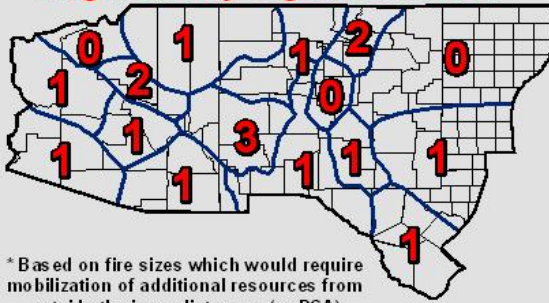 0 1 1 2 0
1 2 0
1 3 1 1
1 1 1
1
* Based on fire sizes which would require
mobilization of additional resources from